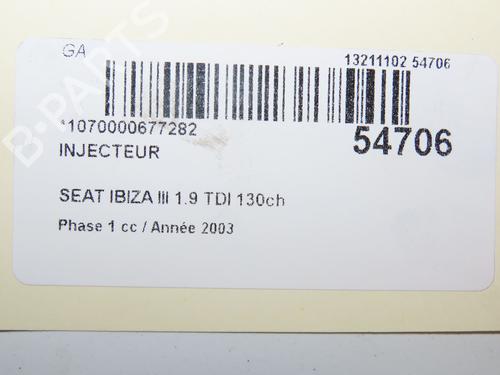 GA
13211102 54706
*1070000677282
54706
INJECTEUR
SEAT IBIZA III 1.9 TDI 130ch
Phase 1 cc / Année 2003
B-PARTS